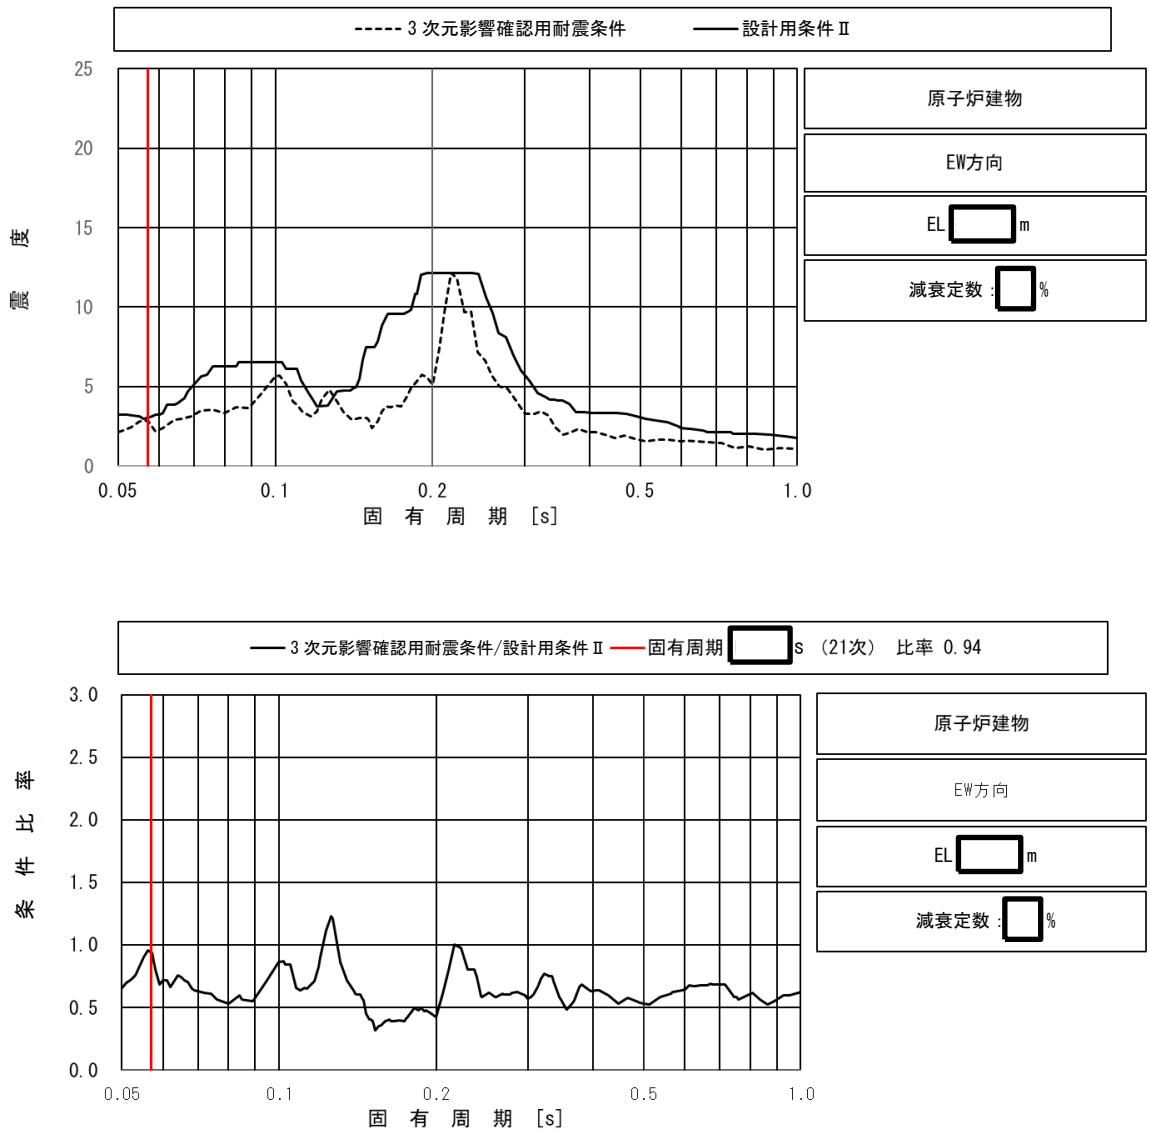 3次元影響確認用耐震条件 設計用条件Ⅱ
25
20
15
10
5
0
震度
0.05 0.1 0.2 0.5 1.0
固有周期 [s]
原子炉建物
EW方向
EL m
減衰定数: %
3次元影響確認用耐震条件/設計用条件Ⅱ 固有周期 s (21次) 比率 0.94
3.0
2.5
2.0
1.5
1.0
0.5
0.0
条件比率
0.05 0.1 0.2 0.5 1.0
固有周期 [s]
原子炉建物
EW方向
EL m
減衰定数: %